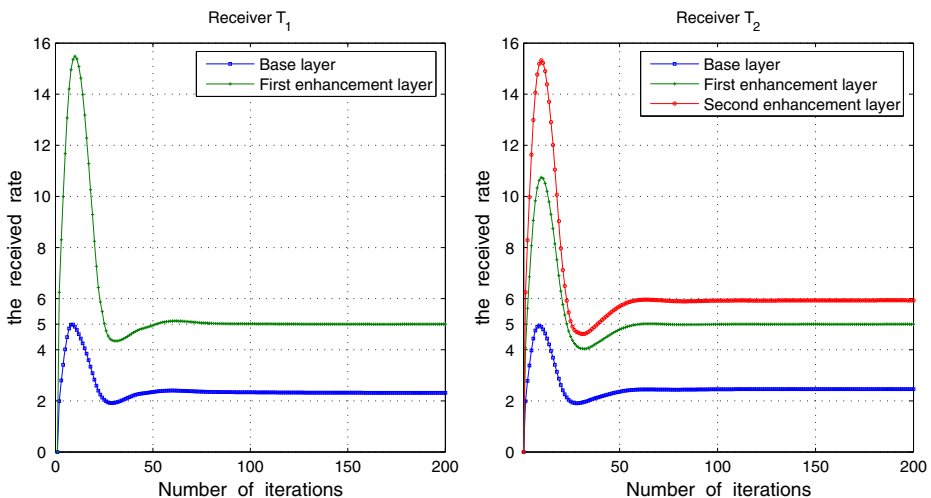 Receiver T1
16
14
12
10
8
6
5
4
2
0
0 50 100 150 200
the received rate
Number of iterations
Base layer
First enhancement layer
Receiver T2
16
14
12
10
8
6
5
4
2
0
50 100 150 200
the received rate
Number of iterations
Base layer
First enhancement layer
Second enhancement layer